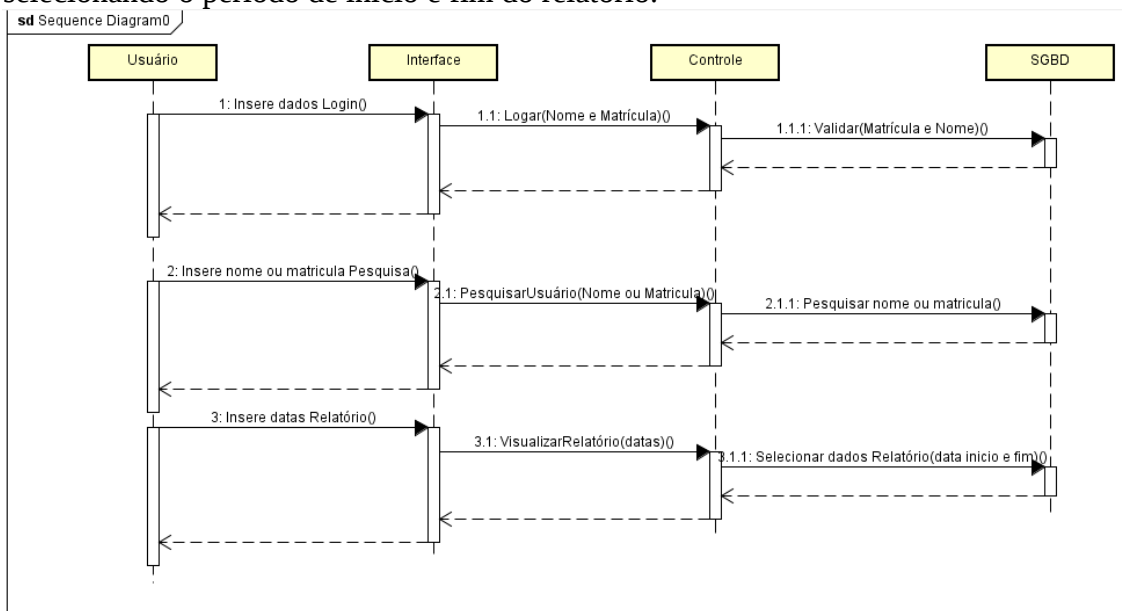 selecionando o período de início e fim do relatório.
sd Sequence Diagram0
Usuário
Interface
Controle
SGBD
1: Insere dados Login()
1.1: Logar(Nome e Matrícula)()
1.1.1: Validar(Matrícula e Nome)()
2: Insere nome ou matricula Pesquisa()
2.1: PesquisarUsuário(Nome ou Matricula)()
2.1.1: Pesquisar nome ou matricula()
3: Insere datas Relatório()
3.1: VisualizarRelatório(datas)()
3.1.1: Selecionar dados Relatório(data inicio e fim)()